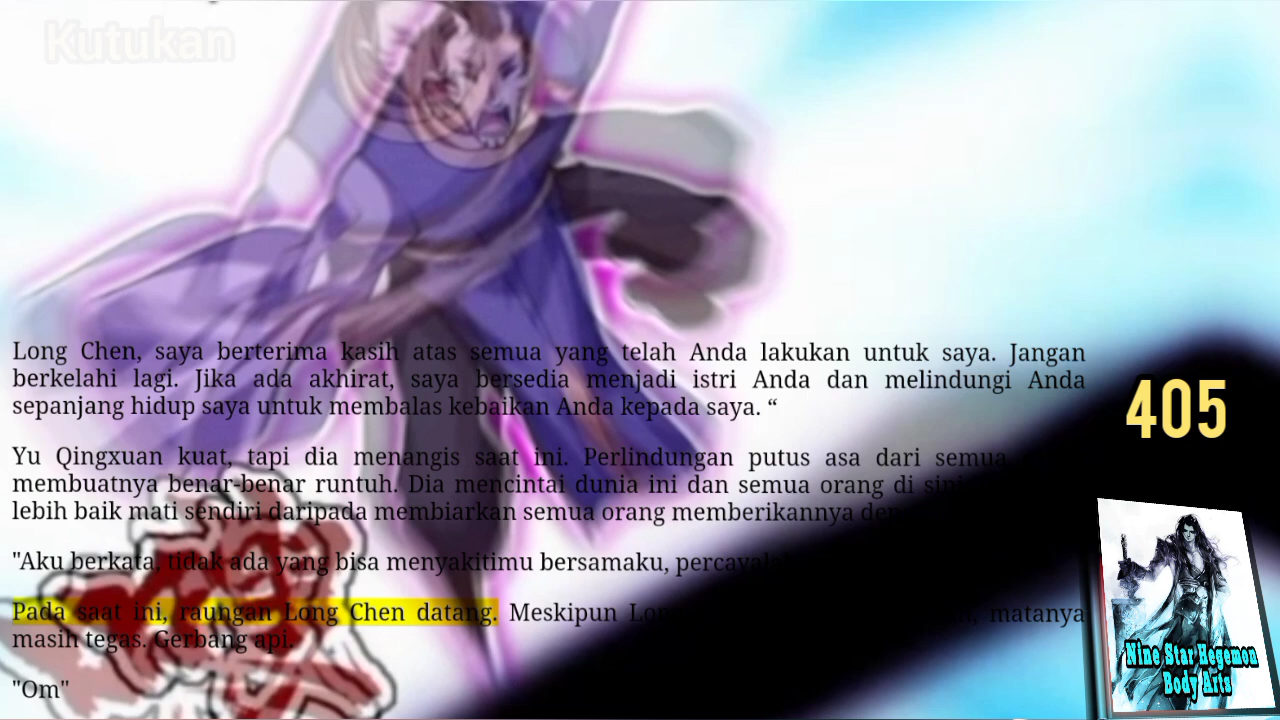 Kutukan
Long Chen, saya berterima kasih atas semua yang telah Anda lakukan untuk saya. Jangan
berkelahi lagi. Jika ada akhirat, saya bersedia menjadi istri Anda dan melindungi Anda
sepanjang hidup saya untuk membalas kebaikan Anda kepada saya. “
Yu Qingxuan kuat, tapi dia menangis saat ini. Perlindungan putus asa dari semua
membuatnya benar-benar runtuh. Dia mencintai dunia ini dan semua orang di sini
lebih baik mati sendiri daripada membiarkan semua orang memberikannya
"Aku berkata, tidak ada yang bisa menyakitimu bersamaku,
Pada saat ini, raungan Long Chen datang. Meskipun matanya
masih tegas. Gerbang api.
"Om"
405
Nine Star Hegemon
Body Arts